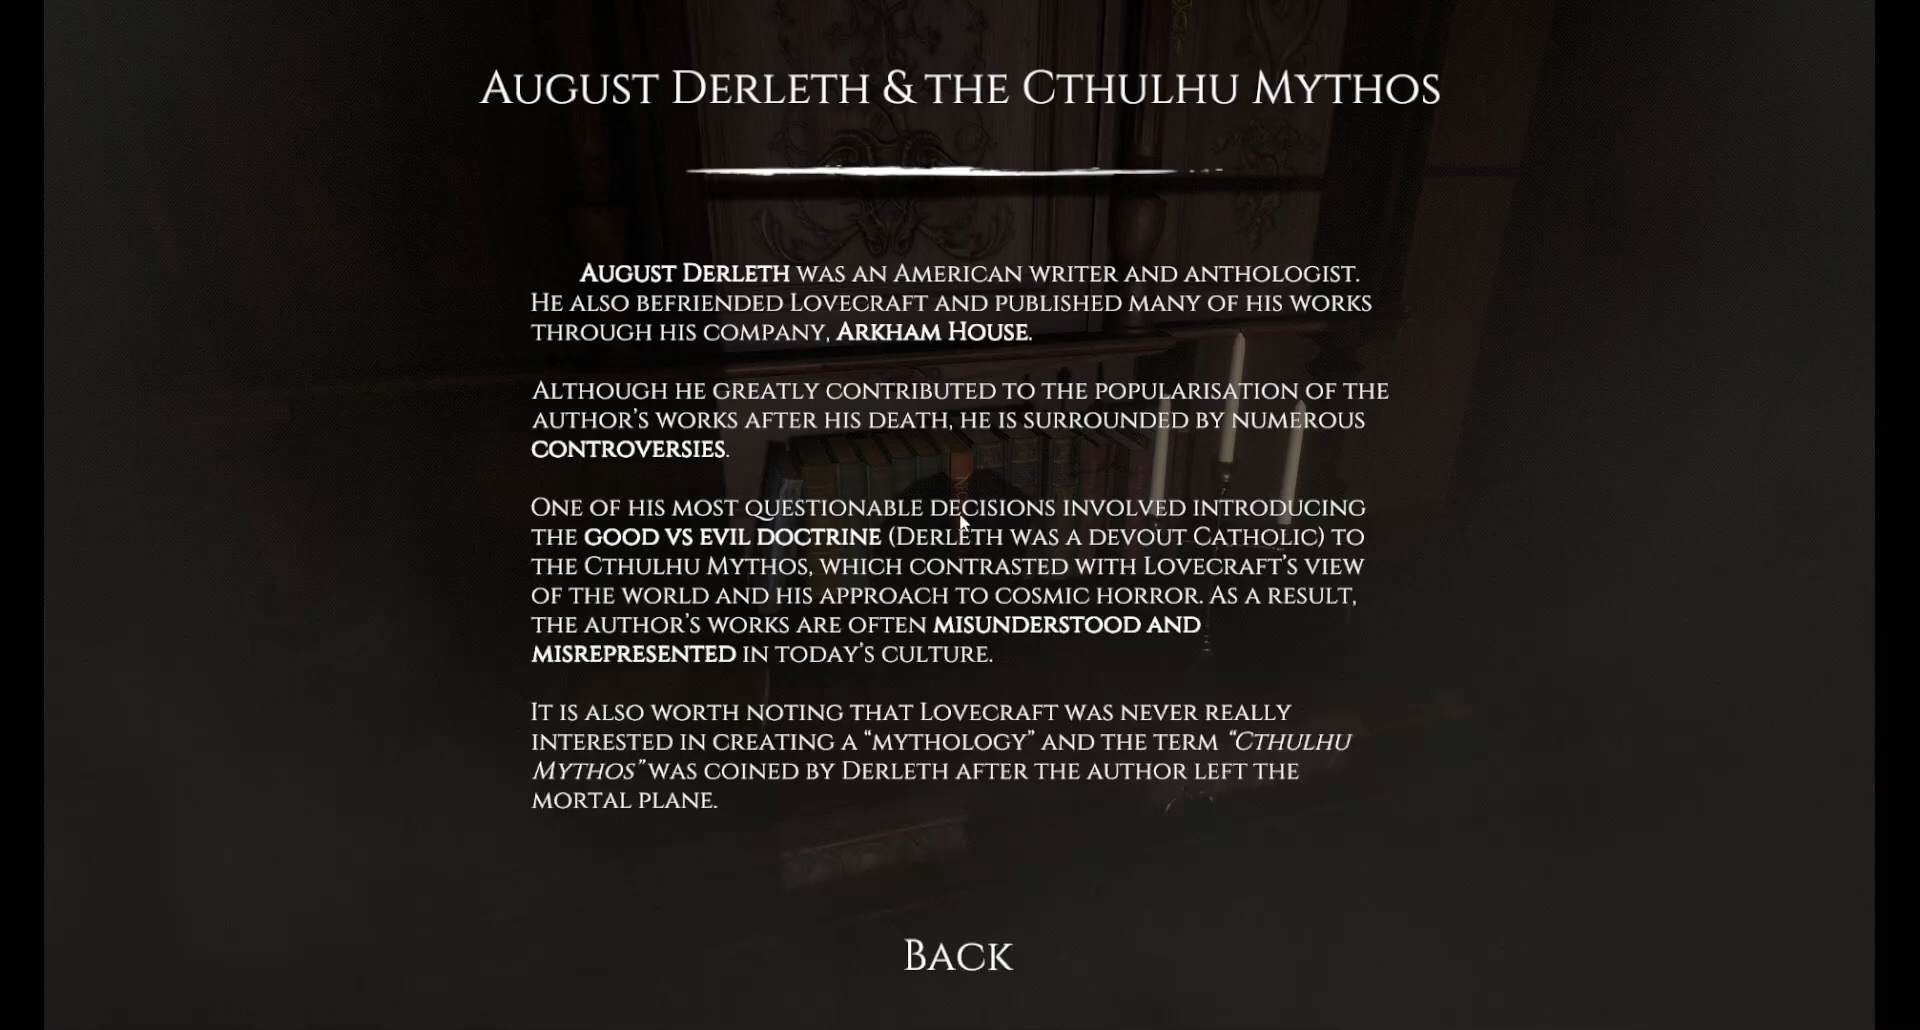 August Derleth & the Cthulhu Mythos
August Derleth was an American writer and anthologist.
He also befriended Lovecraft and published many of his works
through his company, Arkham House.
Although he greatly contributed to the popularisation of the
author's works after his death, he is surrounded by numerous
controversies.
One of his most questionable decisions involved introducing
the good vs evil doctrine (Derleth was a devout Catholic) to
the Cthulhu Mythos, which contrasted with Lovecraft's view
of the world and his approach to cosmic horror. As a result,
the author's works are often misunderstood and
misrepresented in today's culture.
It is also worth noting that Lovecraft was never really
interested in creating a “mythology” and the term “Cthulhu
Mythos” was coined by Derleth after the author left the
mortal plane.
Back